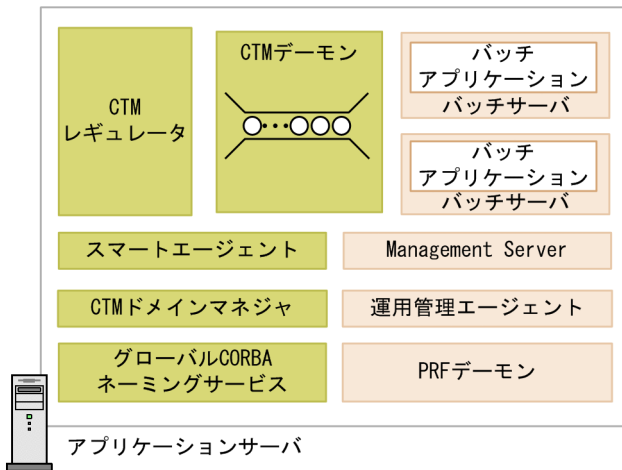 CTM
レギュレータ
CTMデーモン
バッチ
アプリケーション
バッチサーバ
バッチ
アプリケーション
バッチサーバ
スマートエージェント
Management Server
CTMドメインマネジャ
運用管理エージェント
グローバルCORBA
ネーミングサービス
PRFデーモン
アプリケーションサーバ